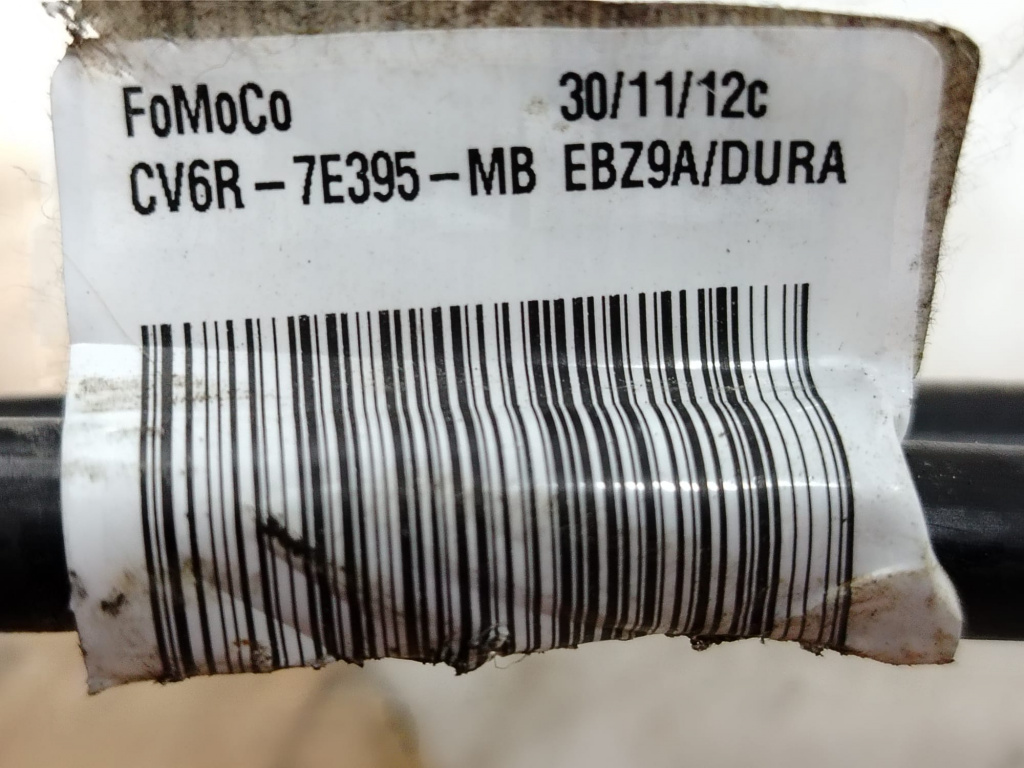 FoMoCo 30/11/12c
CV6R-7E395-MB EBZ9A/DURA